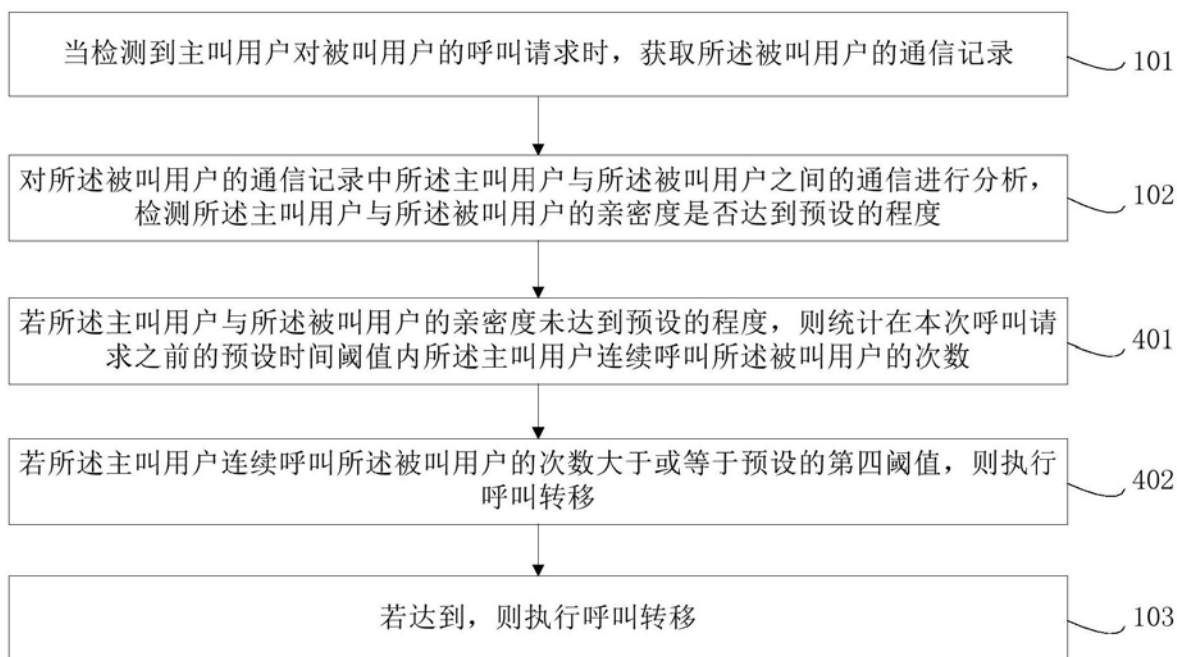 当检测到主叫用户对被叫用户的呼叫请求时，获取所述被叫用户的通信记录
101
对所述被叫用户的通信记录中所述主叫用户与所述被叫用户之间的通信进行分析，
检测所述主叫用户与所述被叫用户的亲密度是否达到预设的程度
102
若所述主叫用户与所述被叫用户的亲密度未达到预设的程度，则统计在本次呼叫请
求之前的预设时间阈值内所述主叫用户连续呼叫所述被叫用户的次数
401
若所述主叫用户连续呼叫所述被叫用户的次数大于或等于预设的第四阈值，则执行
呼叫转移
402
若达到，则执行呼叫转移
103